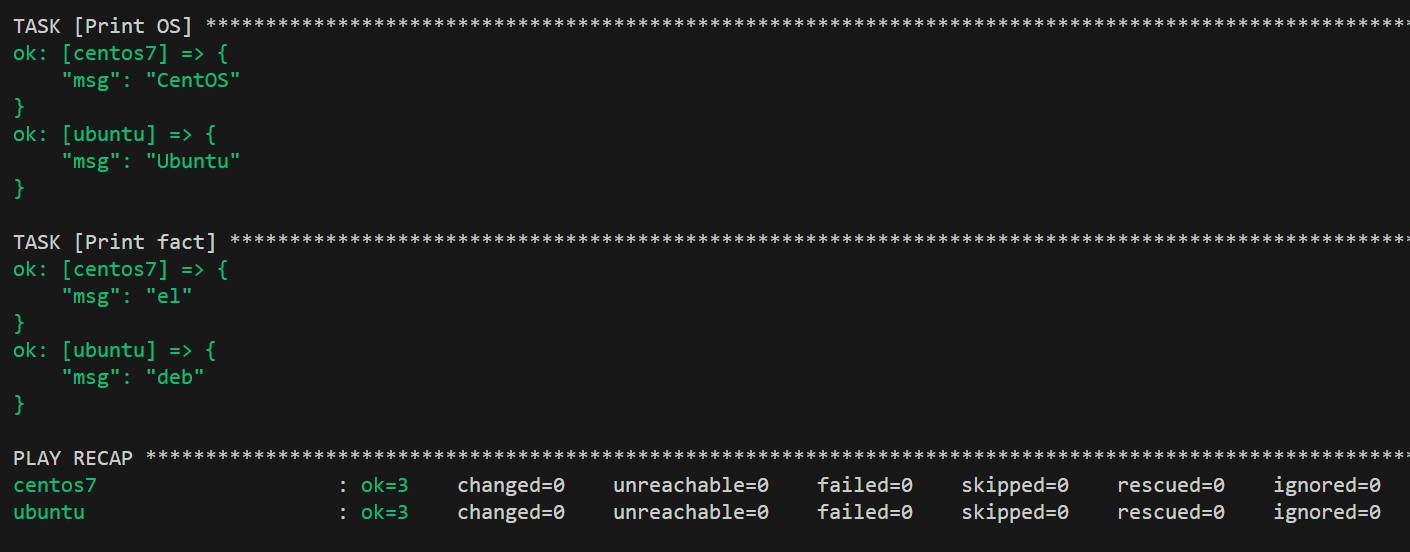 TASK [Print OS] ****************************************************************************************************
ok: [centos7] => {
    "msg": "CentOS"
}
ok: [ubuntu] => {
    "msg": "Ubuntu"
}

TASK [Print fact] **************************************************************************************************
ok: [centos7] => {
    "msg": "el"
}
ok: [ubuntu] => {
    "msg": "deb"
}

PLAY RECAP *********************************************************************************************************
centos7                    : ok=3    changed=0    unreachable=0    failed=0    skipped=0    rescued=0    ignored=0
ubuntu                     : ok=3    changed=0    unreachable=0    failed=0    skipped=0    rescued=0    ignored=0